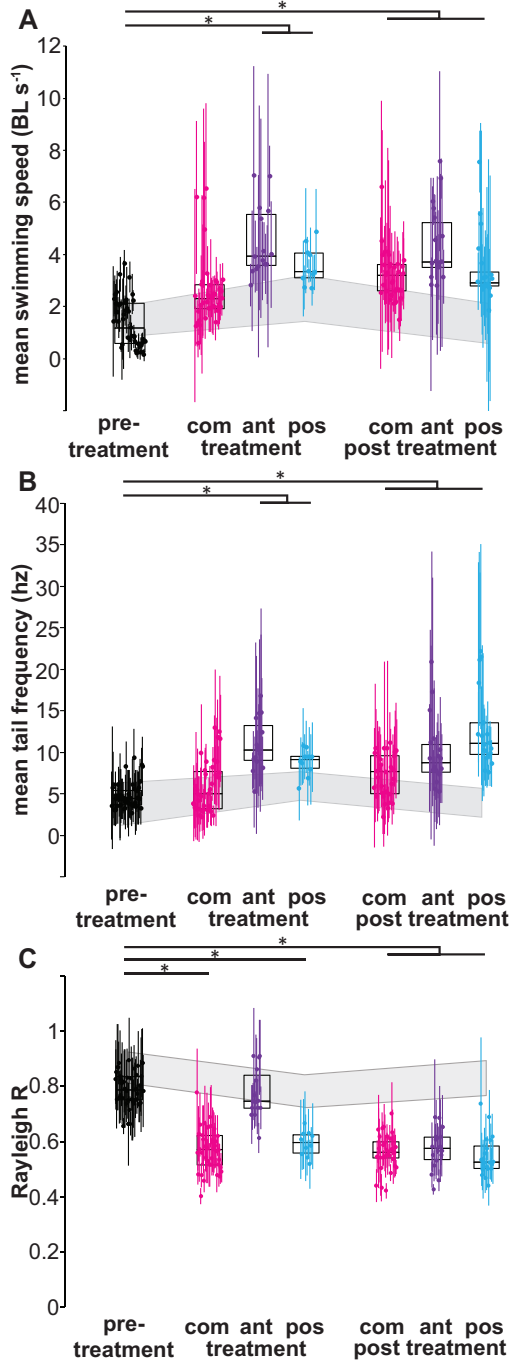 A
*
*
mean swimming speed (BL s⁻¹)
12
10
8
6
4
2
0
pre-
treatment
com ant pos
treatment
com ant pos
post treatment
B
*
*
mean tail frequency (hz)
40
35
30
25
20
15
10
5
0
pre-
treatment
com ant pos
treatment
com ant pos
post treatment
C
*
*
*
Rayleigh R
1
0.8
0.6
0.4
0.2
0
pre-
treatment
com ant pos
treatment
com ant pos
post treatment